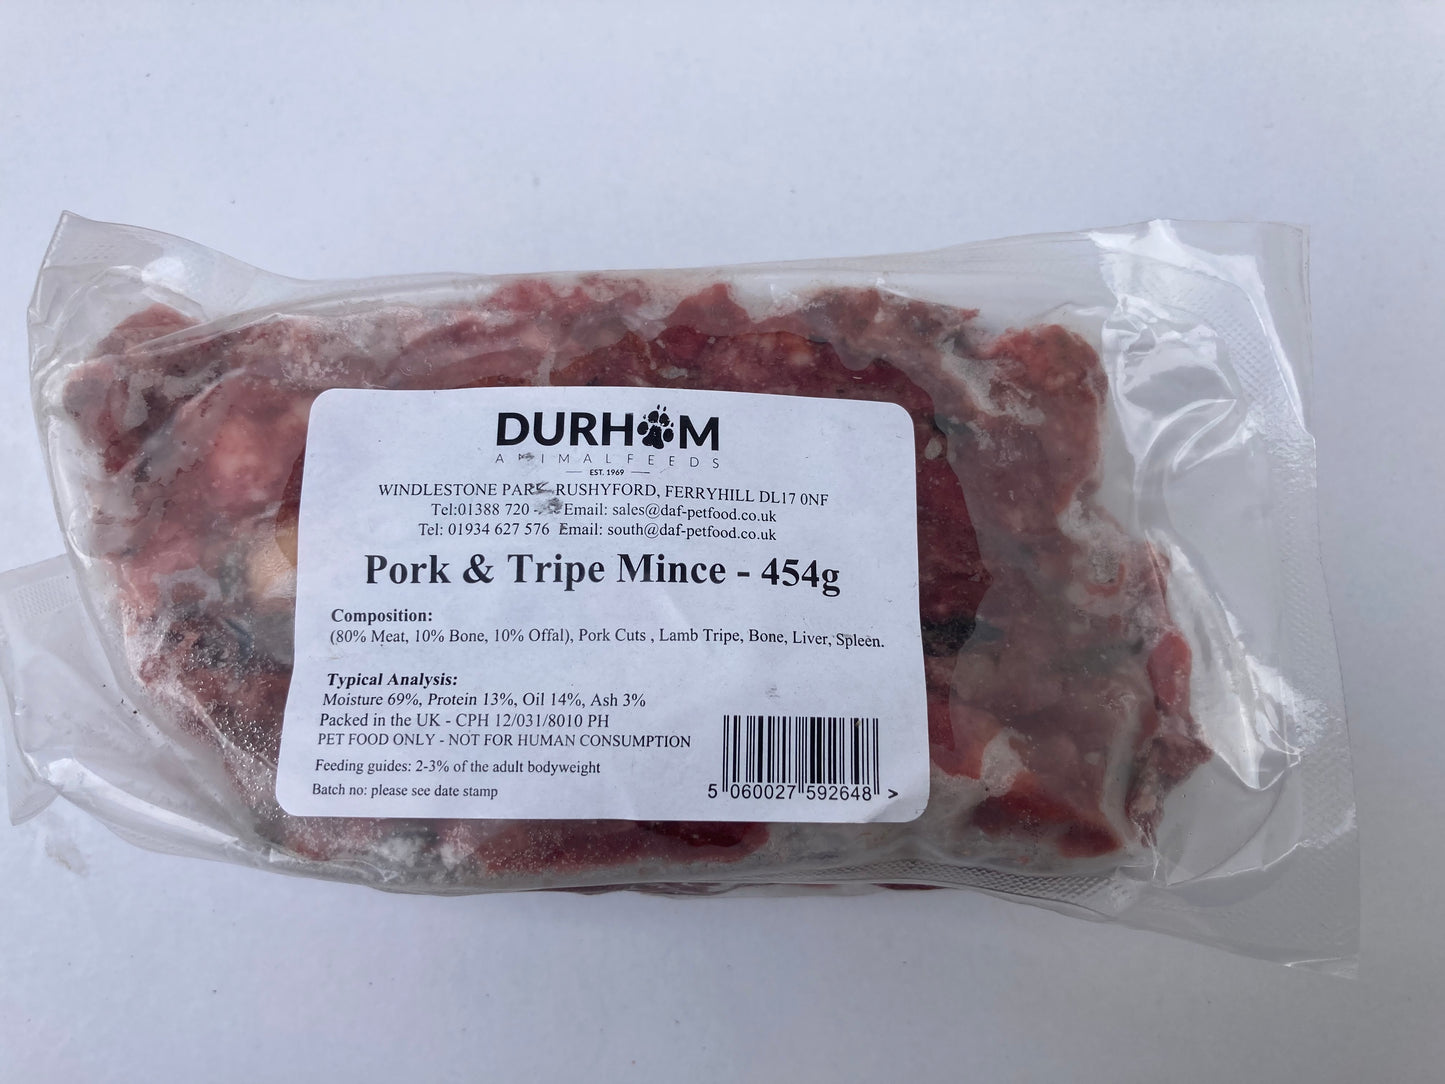 DURHAM
ANIMAL FEEDS
EST. 1969
WINDLESTONE PARK, RUSHYFORD, FERRYHILL DL17 0NF
Tel:01388 720 Email: sales@daf-petfood.co.uk
Tel: 01934 627 576 Email: south@daf-petfood.co.uk
Pork & Tripe Mince - 454g
Composition:
(80% Meat, 10% Bone, 10% Offal), Pork Cuts , Lamb Tripe, Bone, Liver, Spleen.
Typical Analysis:
Moisture 69%, Protein 13%, Oil 14%, Ash 3%
Packed in the UK - CPH 12/031/8010 PH
PET FOOD ONLY - NOT FOR HUMAN CONSUMPTION
Feeding guides: 2-3% of the adult bodyweight
Batch no: please see date stamp
5 060027 592648 >